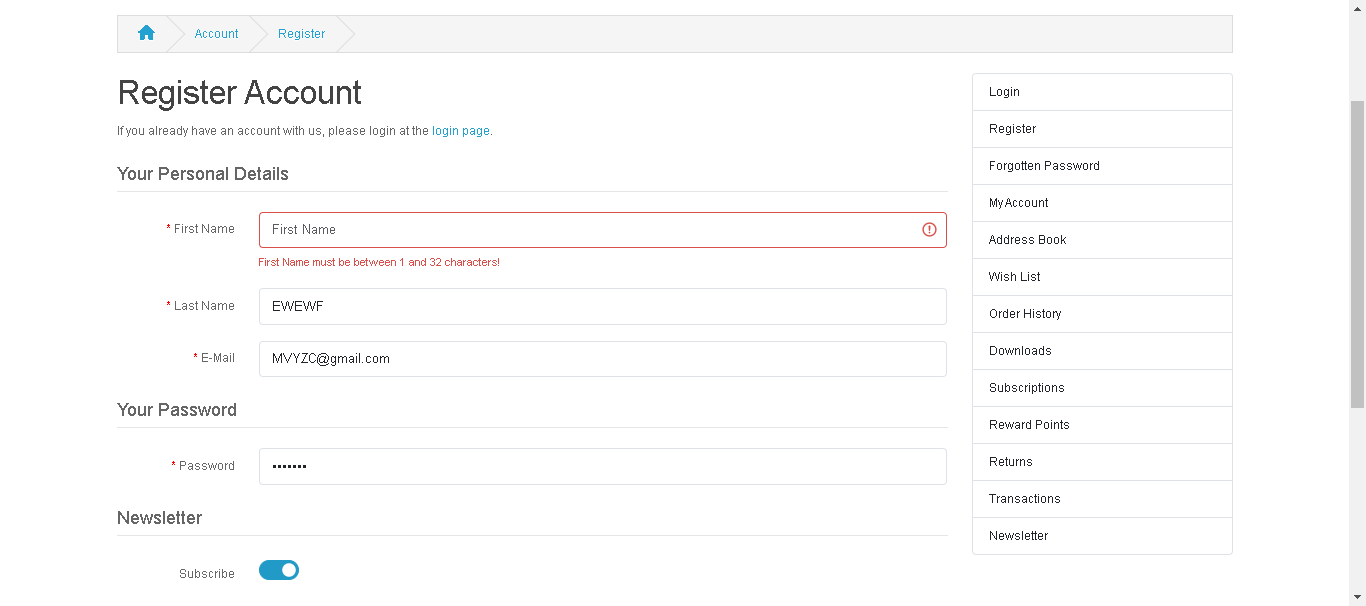 Account
Register
Register Account
If you already have an account with us, please login at the login page.
Your Personal Details
* First Name
First Name
First Name must be between 1 and 32 characters!
* Last Name
EWEWF
* E-Mail
MVYZC@gmail.com
Your Password
* Password
•••••••
Newsletter
Subscribe
Login
Register
Forgotten Password
My Account
Address Book
Wish List
Order History
Downloads
Subscriptions
Reward Points
Returns
Transactions
Newsletter